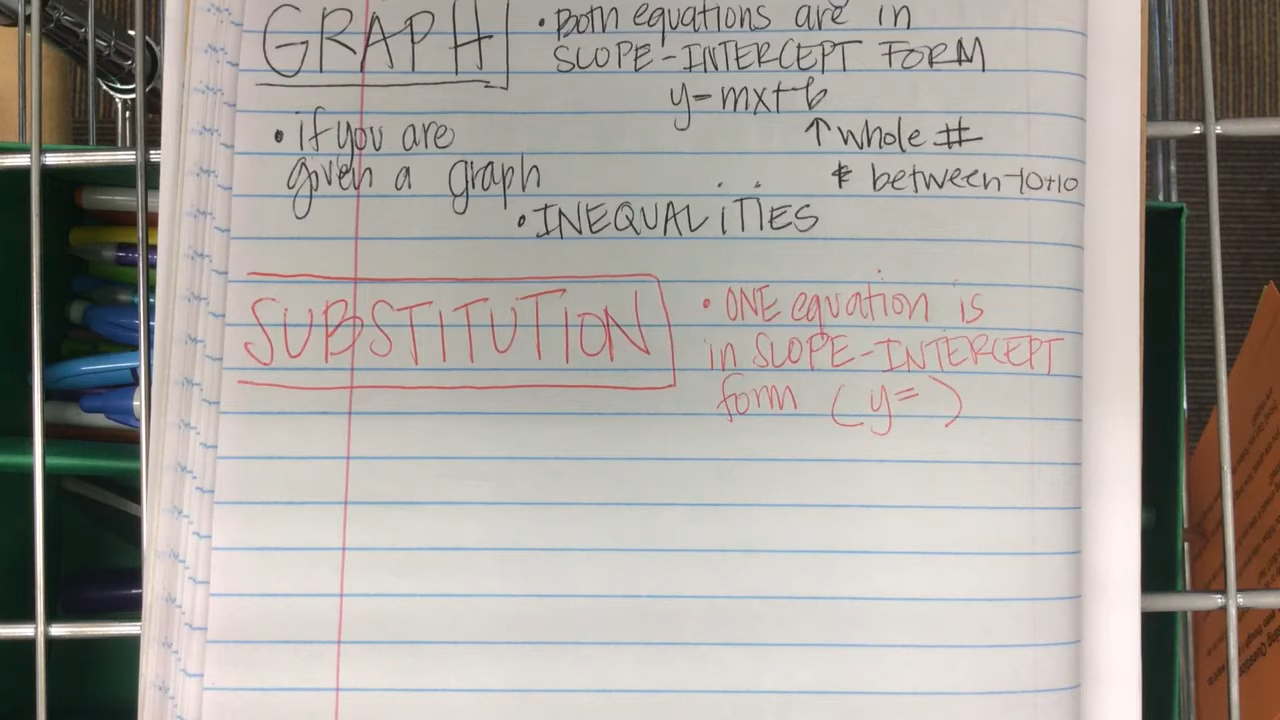 GRAPH
• Both equations are in
SLOPE-INTERCEPT FORM
y=mx+b
↑ whole #
* between -10+10
• if you are
given a graph
• INEQUALITIES
SUBSTITUTION
• ONE equation is
in SLOPE-INTERCEPT
form (y= )